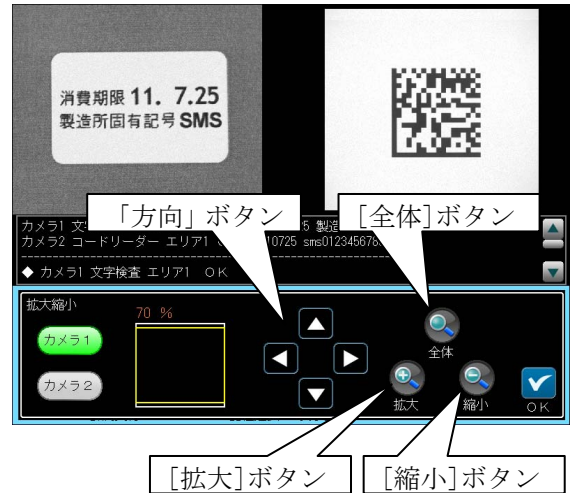 消費期限 11. 7.25
製造所固有記号 SMS
「方向」ボタン
[全体]ボタン
カメラ1 文
5 製造
カメラ2 コードリーダー エリア1
10725 sms012345678
◆ カメラ1 文字検査 エリア1 OK
拡大縮小
70 %
カメラ1
カメラ2
全体
拡大
縮小
OK
[拡大]ボタン
[縮小]ボタン